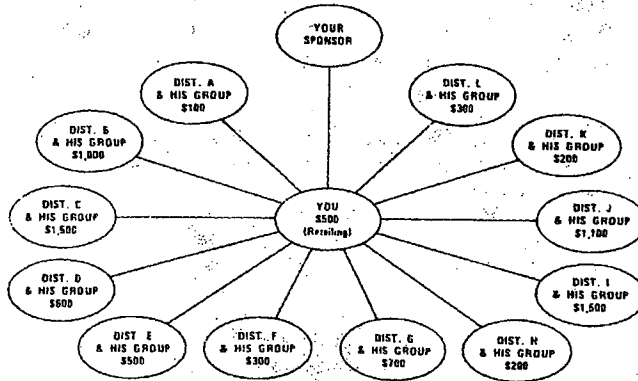 YOUR
SPONSOR
DIST. A
& HIS GROUP
$100
DIST. L
& HIS GROUP
$300
DIST. B
& HIS GROUP
$1,000
DIST. K
& HIS GROUP
$200
DIST. C
& HIS GROUP
$1,500
YOU
$500
(Retailing)
DIST. J
& HIS GROUP
$1,100
DIST. D
& HIS GROUP
$600
DIST. I
& HIS GROUP
$1,500
DIST. E
& HIS GROUP
$500
DIST. F
& HIS GROUP
$300
DIST. G
& HIS GROUP
$700
DIST. H
& HIS GROUP
$200